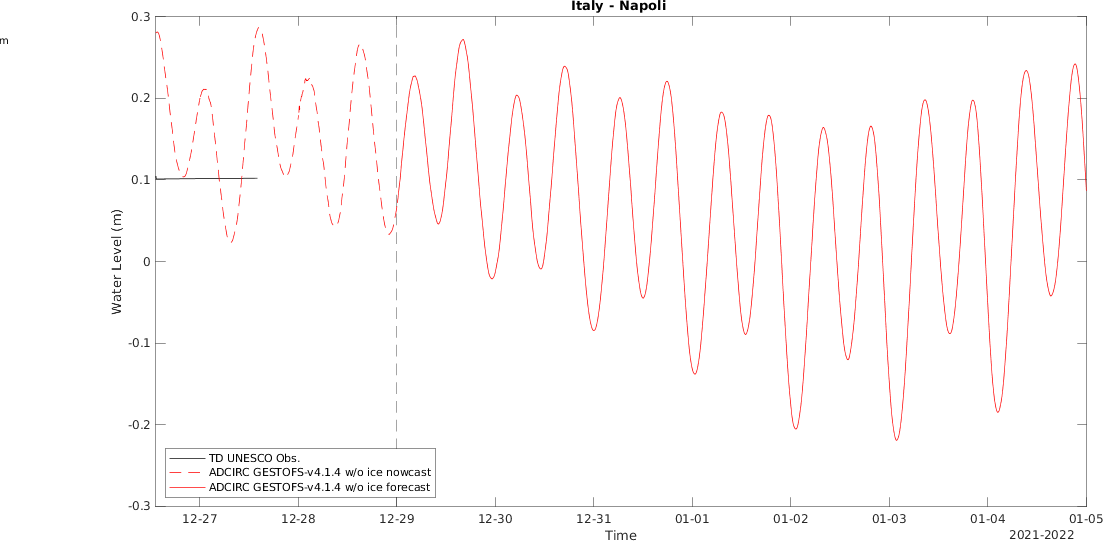 Italy - Napoli
m
0.3
0.2
0.1
0
-0.1
-0.2
-0.3
Water Level (m)
TD UNESCO Obs.
ADCIRC GESTOFS-v4.1.4 w/o ice nowcast
ADCIRC GESTOFS-v4.1.4 w/o ice forecast
12-27 12-28 12-29 12-30 12-31 01-01 01-02 01-03 01-04 01-05
Time
2021-2022